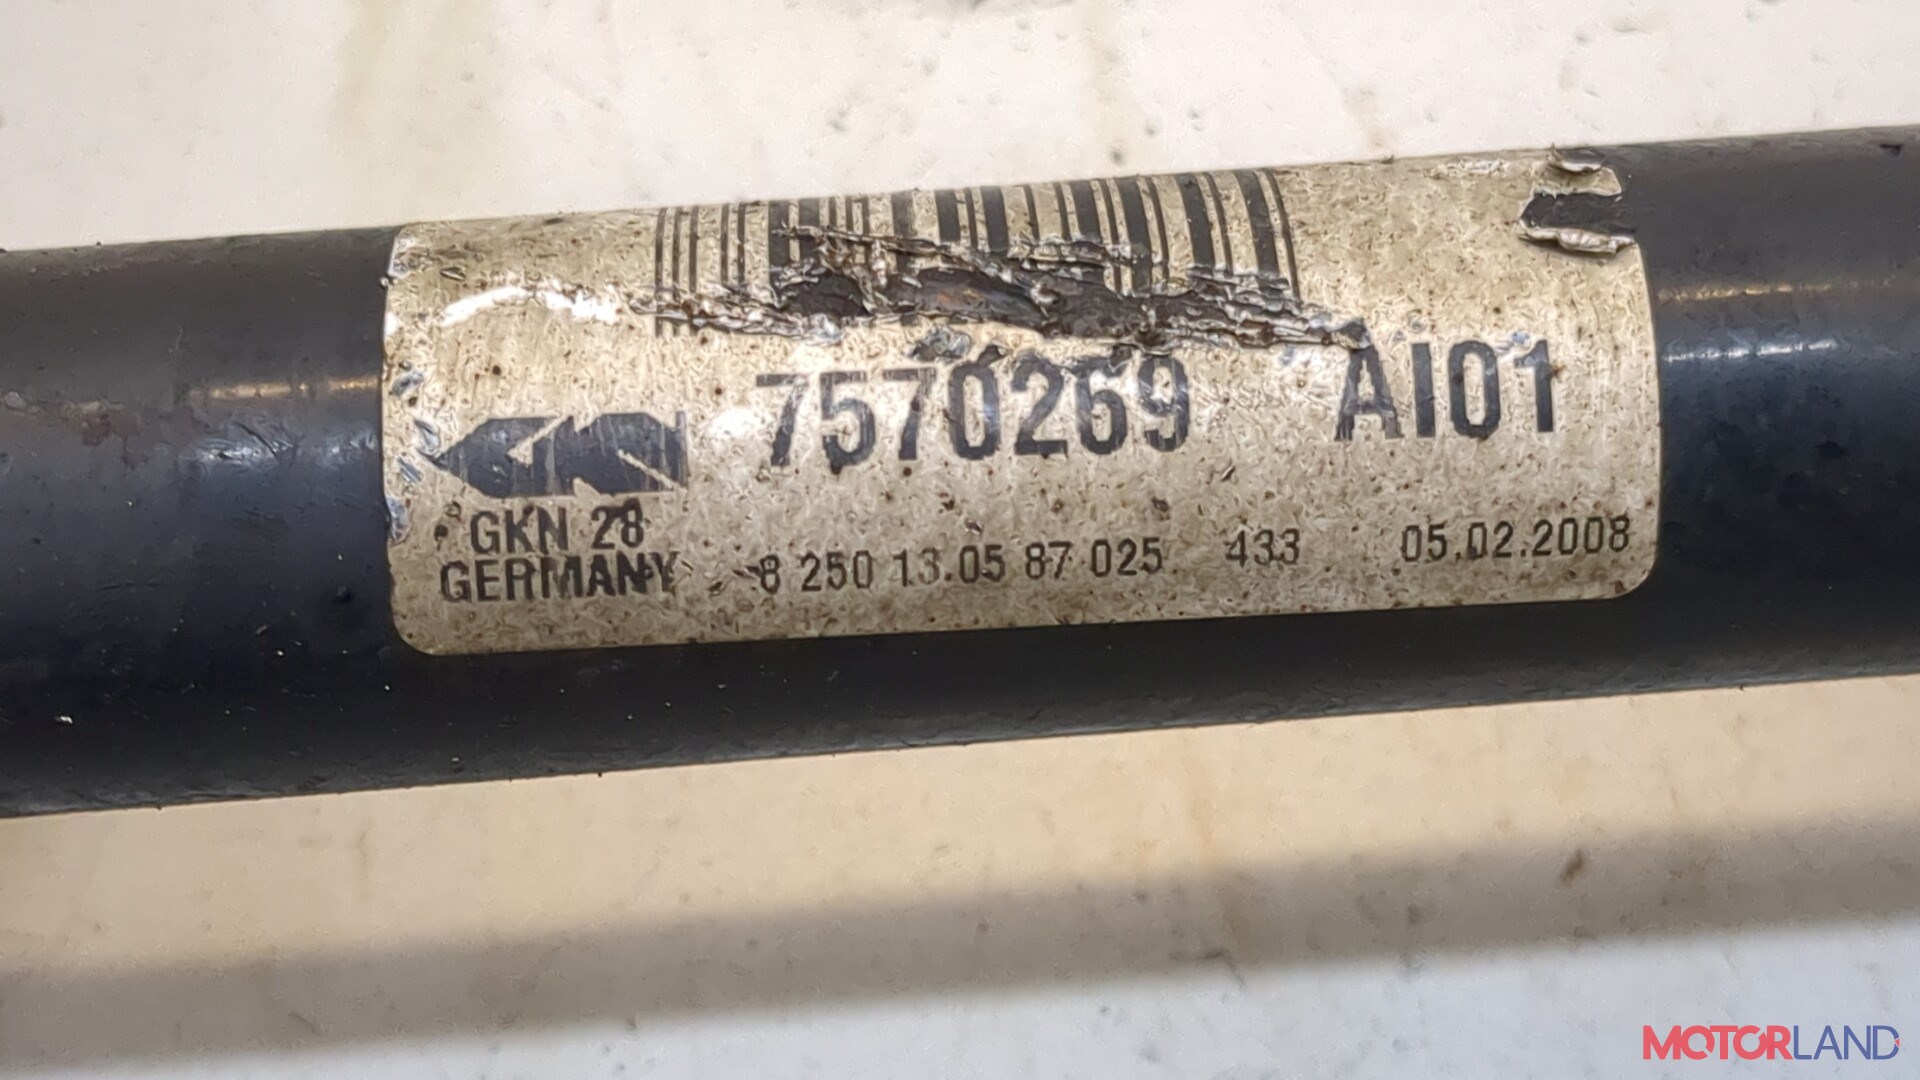 7570269 AI01
GKN 28
GERMANY
8 250 13.05 87 025 433 05.02.2008
MOTORLAND